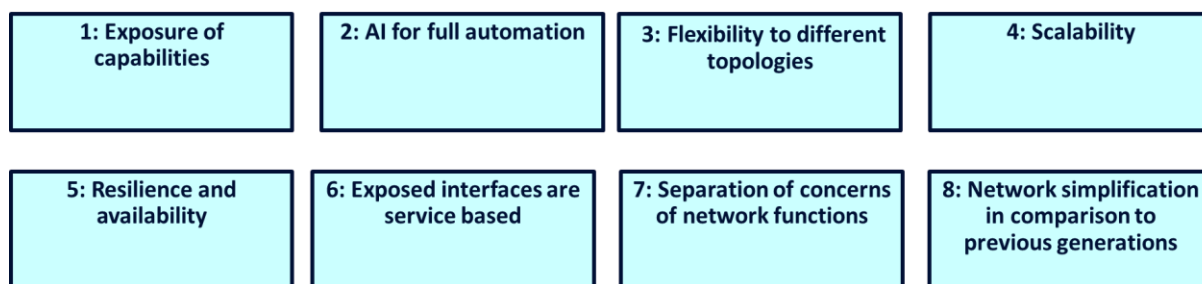 1: Exposure of
capabilities
2: AI for full automation
3: Flexibility to different
topologies
4: Scalability
5: Resilience and
availability
6: Exposed interfaces are
service based
7: Separation of concerns
of network functions
8: Network simplification
in comparison to
previous generations